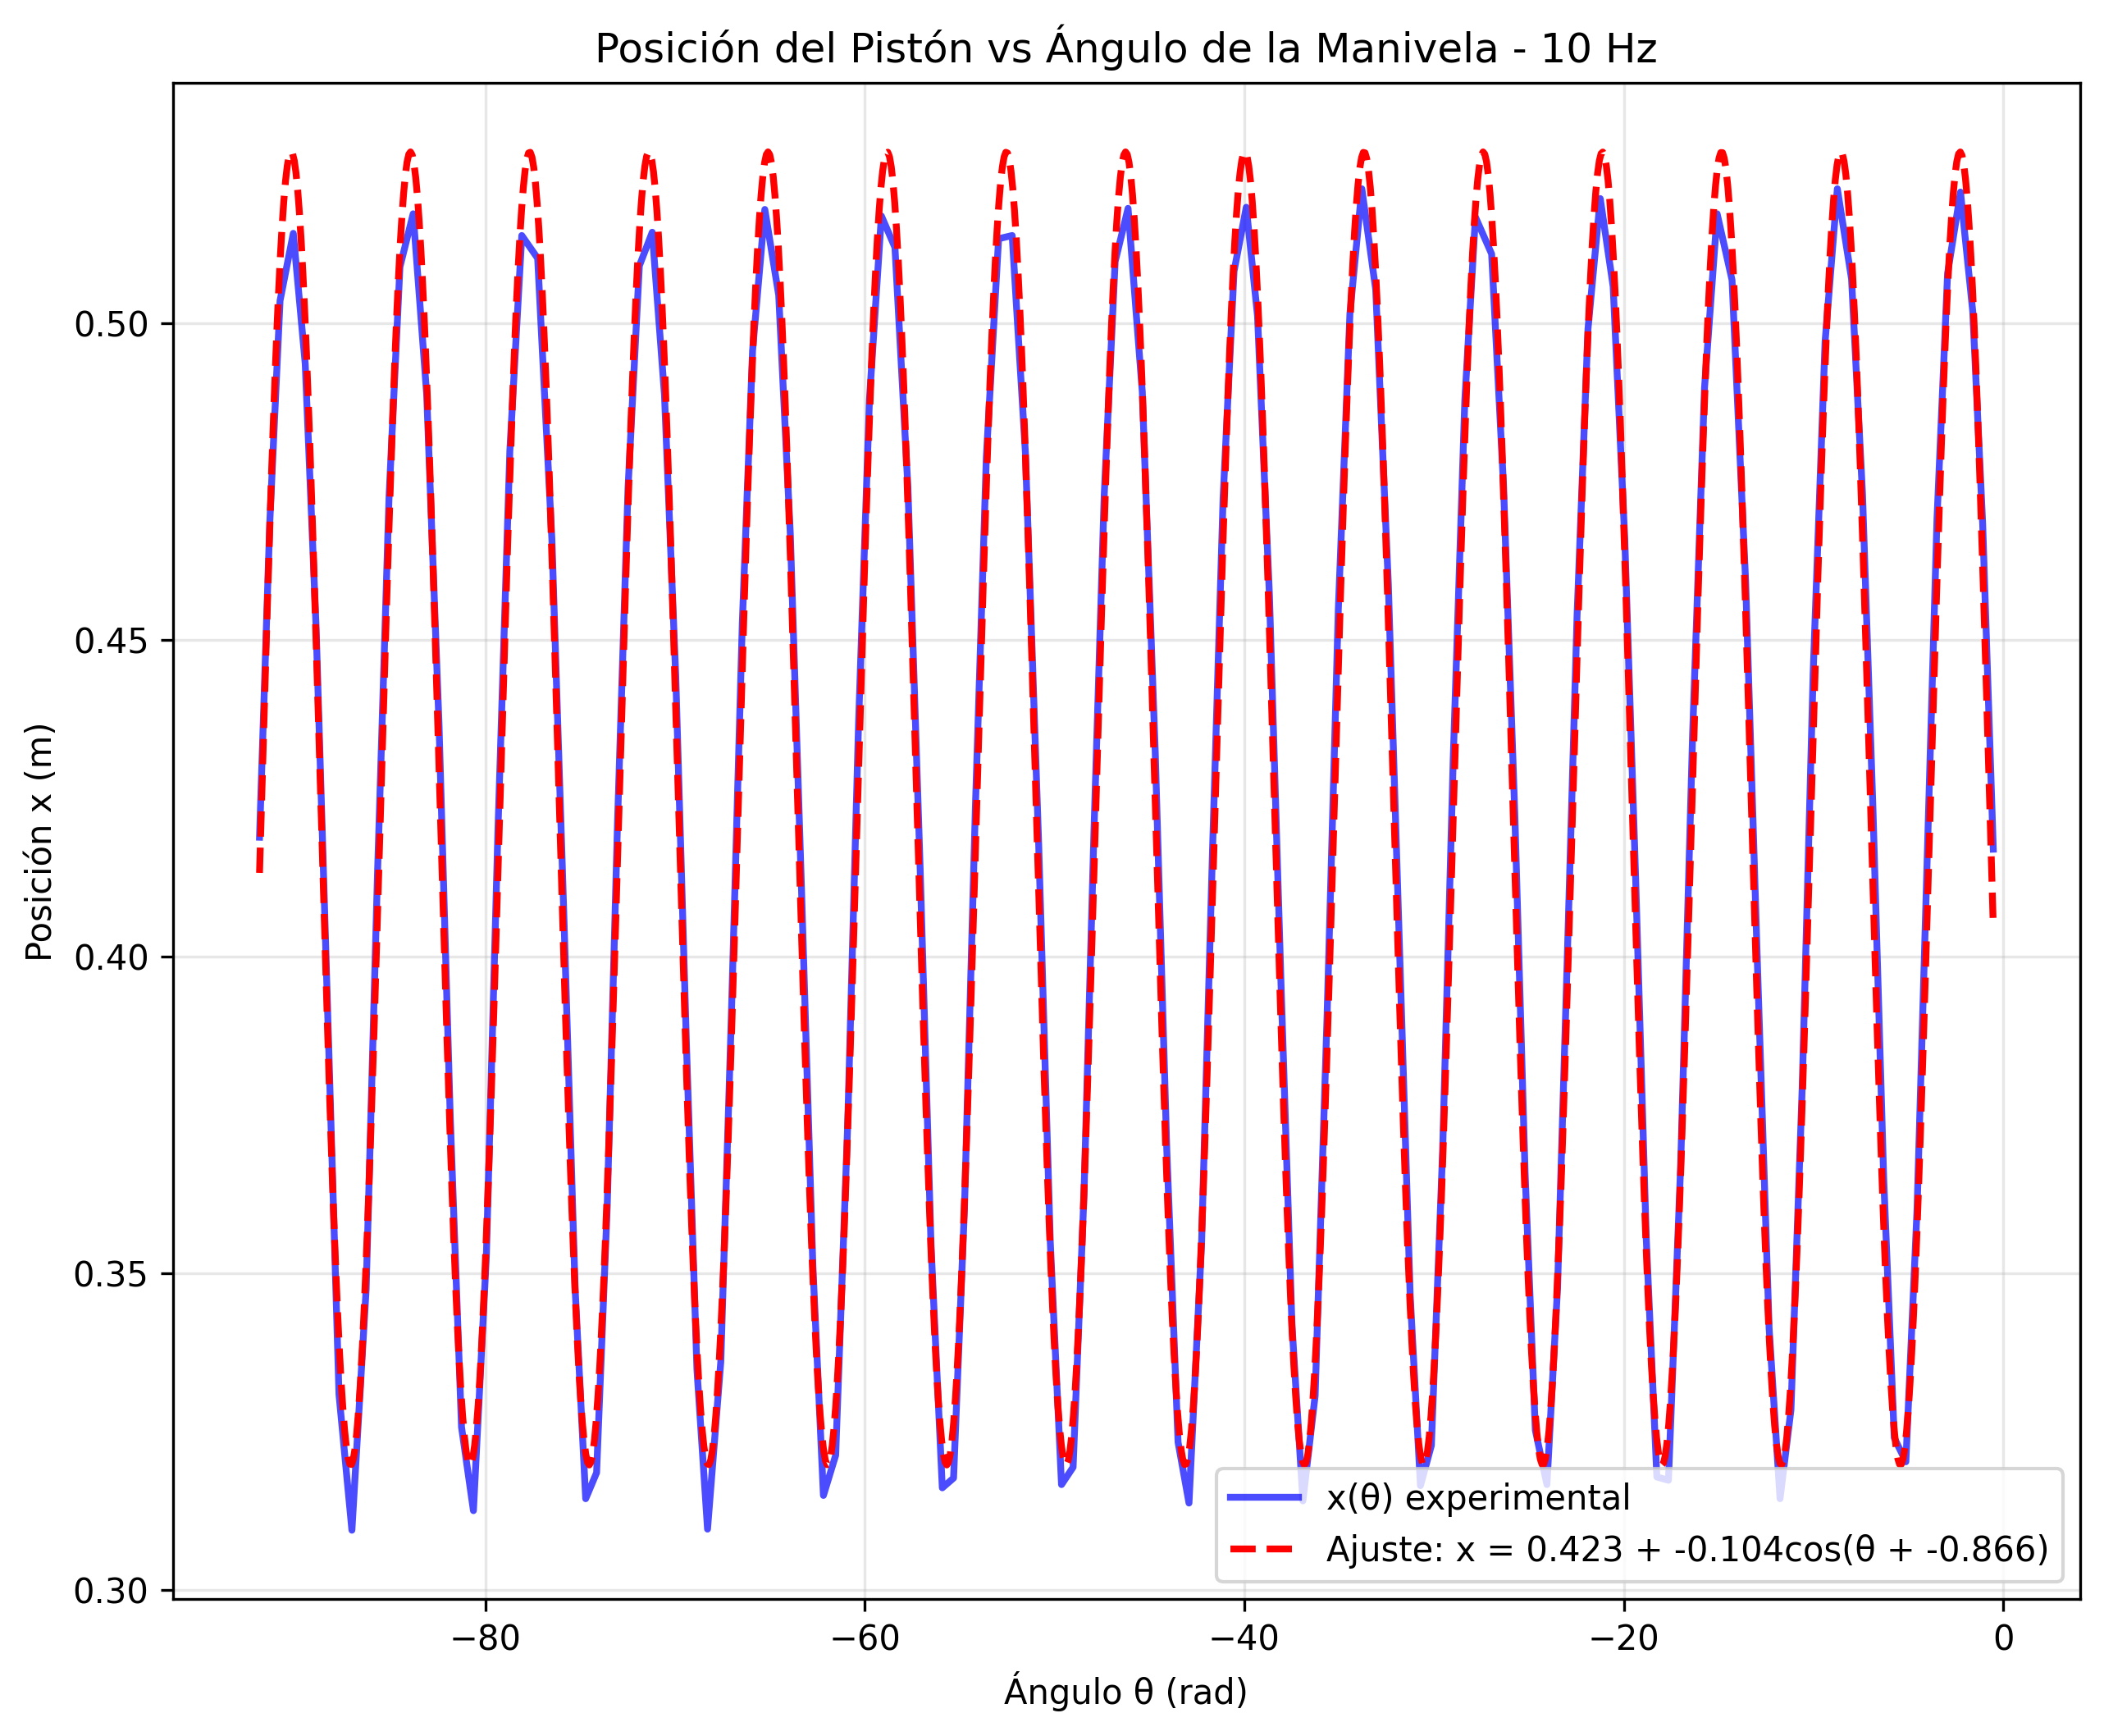 Posición del Pistón vs Ángulo de la Manivela - 10 Hz
Posición x (m)
0.50
0.45
0.40
0.35
0.30
−80
−60
−40
−20
0
Ángulo θ (rad)
x(θ) experimental
Ajuste: x = 0.423 + -0.104cos(θ + -0.866)